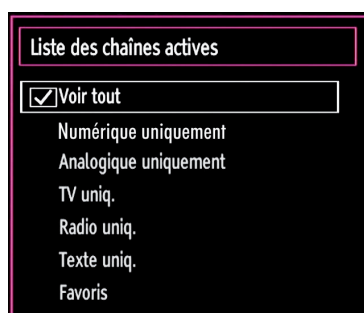 Liste des chaînes actives
Voir tout
Numérique uniquement
Analogique uniquement
TV uniq.
Radio uniq.
Texte uniq.
Favoris